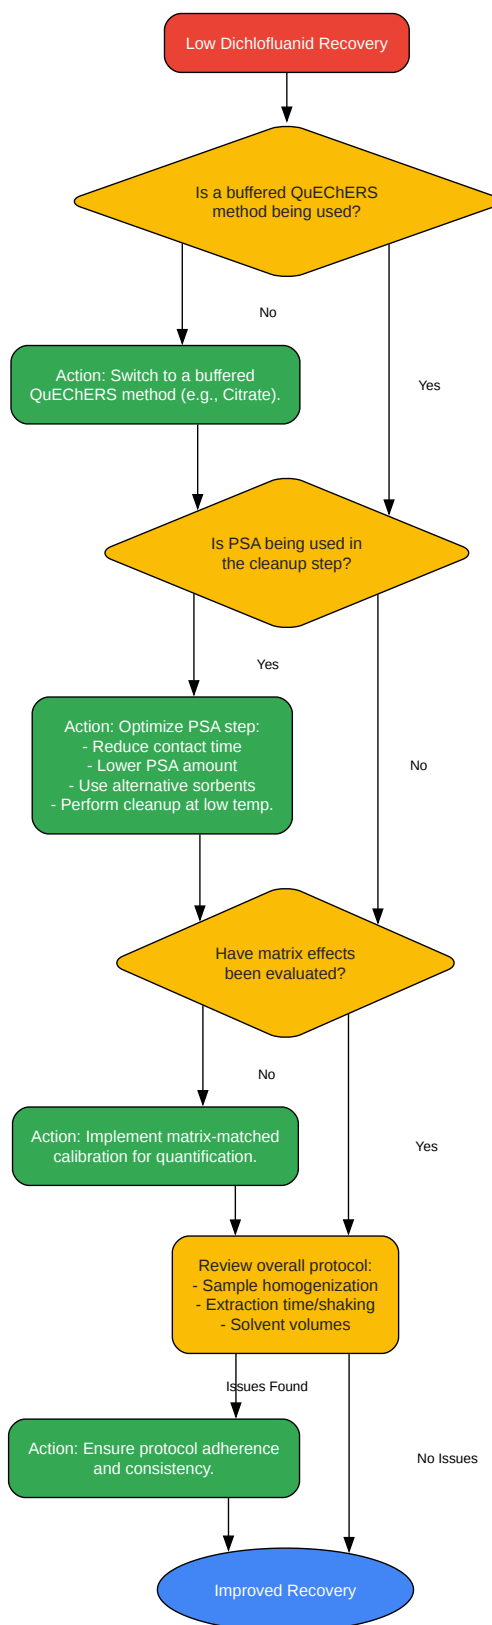 Low Dichlofluanid Recovery
Is a buffered QuEChERS
method being used?
No
Action: Switch to a buffered
QuEChERS method (e.g., Citrate).
Yes
Is PSA being used in
the cleanup step?
Yes
Action: Optimize PSA step:
- Reduce contact time
- Lower PSA amount
- Use alternative sorbents
- Perform cleanup at low temp.
No
Have matrix effects
been evaluated?
No
Action: Implement matrix-matched
calibration for quantification.
Yes
Review overall protocol:
- Sample homogenization
- Extraction time/shaking
- Solvent volumes
Issues Found
Action: Ensure protocol adherence
and consistency.
No Issues
Improved Recovery